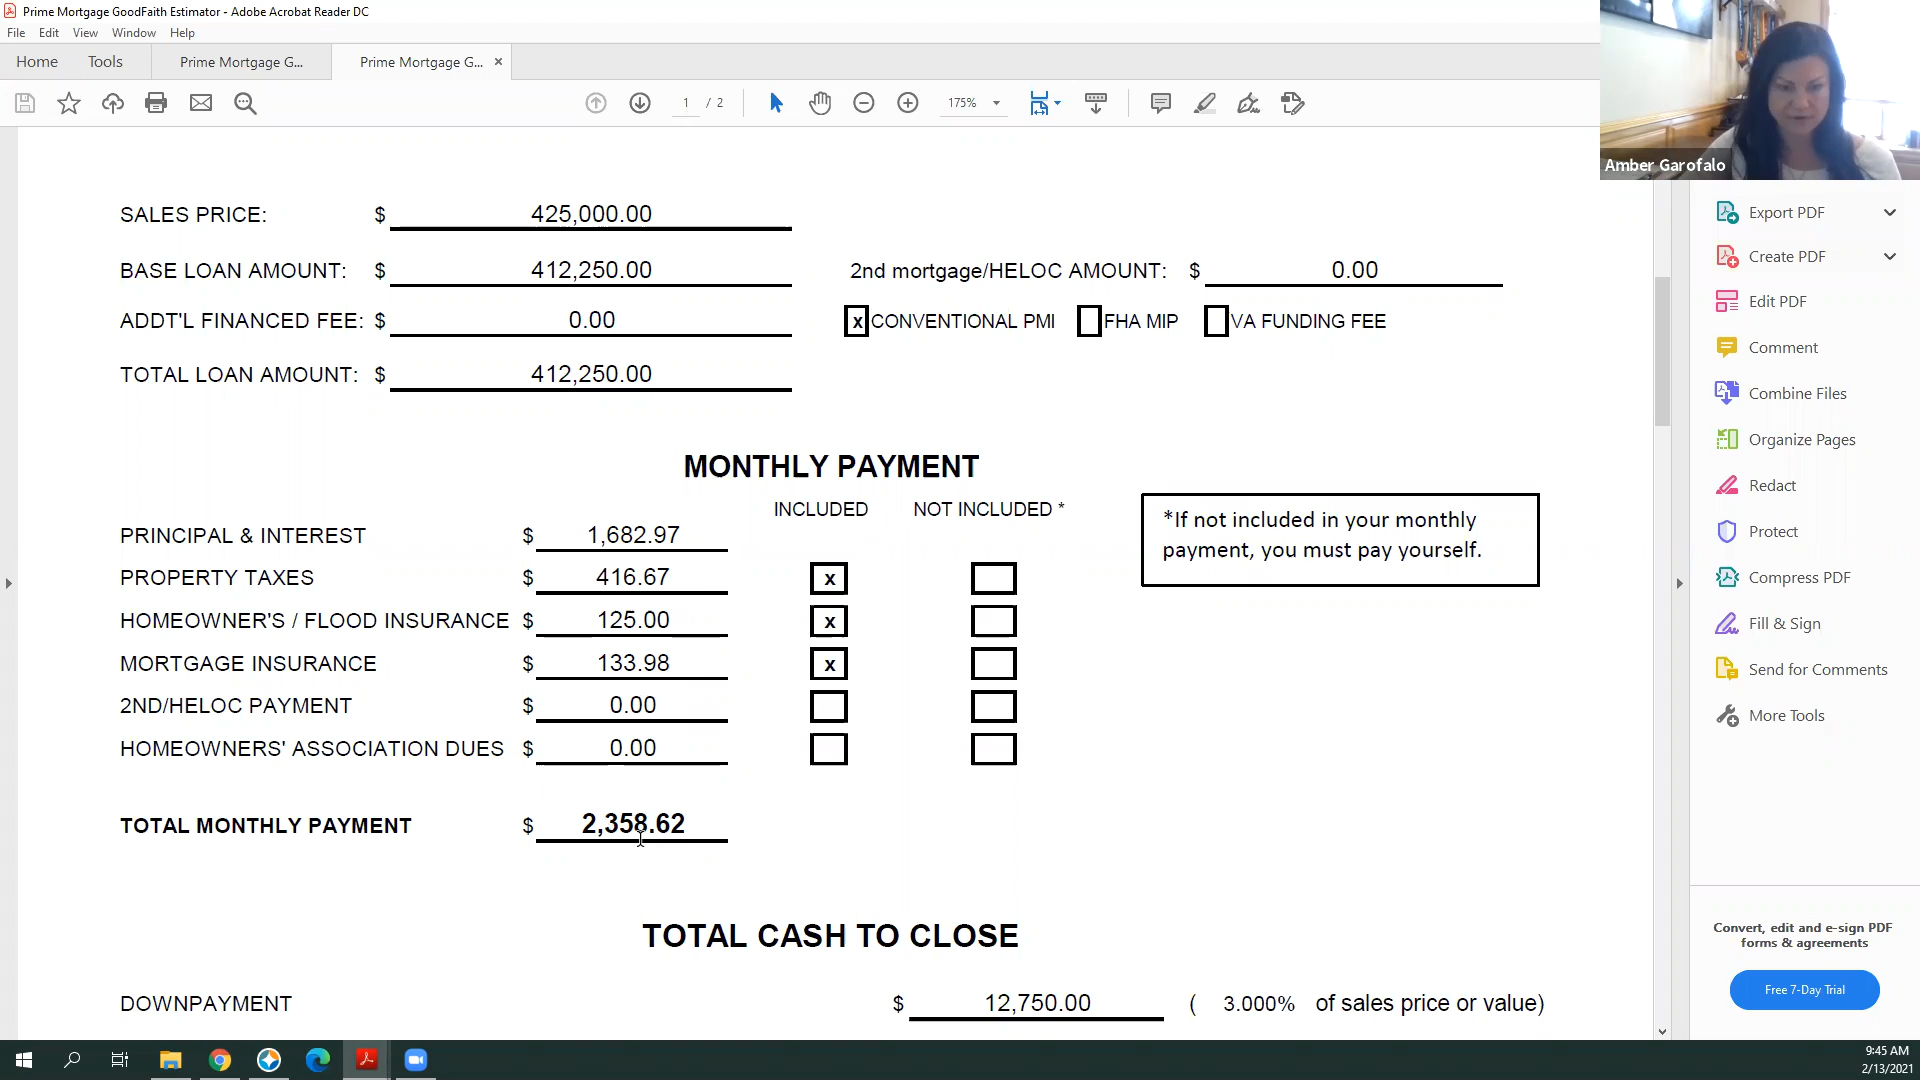 Prime Mortgage GoodFaith Estimator - Adobe Acrobat Reader DC
File Edit View Window Help
Home Tools Prime Mortgage G... Prime Mortgage G... ×
1 / 2 175%
Amber Garofalo
SALES PRICE: $ 425,000.00
BASE LOAN AMOUNT: $ 412,250.00 2nd mortgage/HELOC AMOUNT: $ 0.00
ADDT'L FINANCED FEE: $ 0.00 x CONVENTIONAL PMI FHA MIP VA FUNDING FEE
TOTAL LOAN AMOUNT: $ 412,250.00
MONTHLY PAYMENT
INCLUDED NOT INCLUDED *
PRINCIPAL & INTEREST $ 1,682.97
PROPERTY TAXES $ 416.67 x
HOMEOWNER'S / FLOOD INSURANCE $ 125.00 x
MORTGAGE INSURANCE $ 133.98 x
2ND/HELOC PAYMENT $ 0.00
HOMEOWNERS' ASSOCIATION DUES $ 0.00
*If not included in your monthly
payment, you must pay yourself.
TOTAL MONTHLY PAYMENT $ 2,358.62
TOTAL CASH TO CLOSE
DOWNPAYMENT $ 12,750.00 ( 3.000% of sales price or value)
Export PDF
Create PDF
Edit PDF
Comment
Combine Files
Organize Pages
Redact
Protect
Compress PDF
Fill & Sign
Send for Comments
More Tools
Convert, edit and e-sign PDF
forms & agreements
Free 7-Day Trial
9:45 AM
2/13/2021